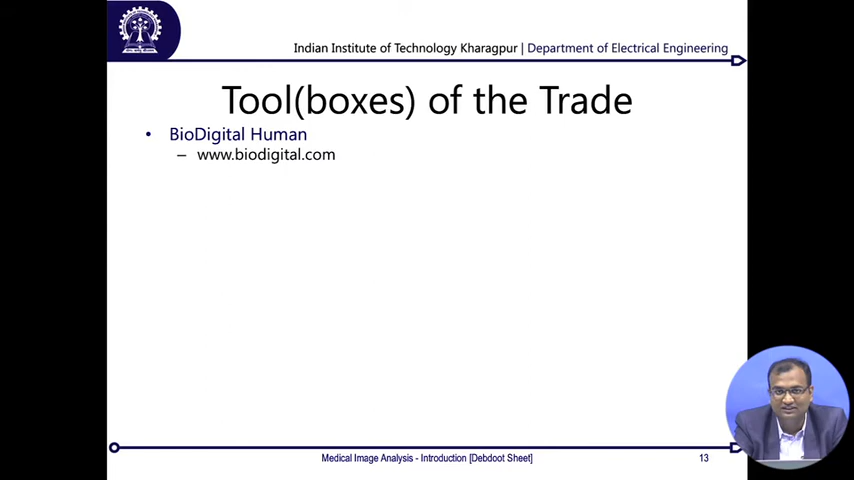 Indian Institute of Technology Kharagpur | Department of Electrical Engineering
Tool(boxes) of the Trade
• BioDigital Human
– www.biodigital.com
Medical Image Analysis - Introduction [Debdoot Sheet]
13